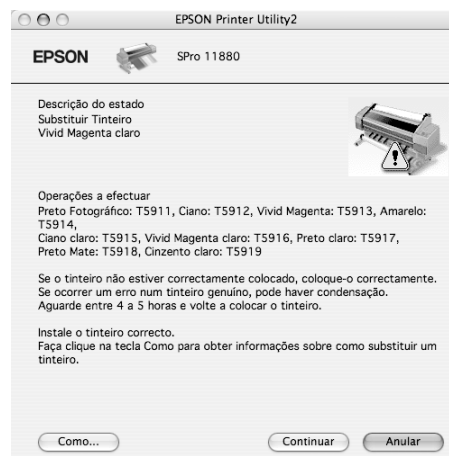 EPSON Printer Utility2
EPSON SPro 11880
Descrição do estado
Substituir Tinteiro
Vivid Magenta claro
Operações a efectuar
Preto Fotográfico: T5911, Ciano: T5912, Vivid Magenta: T5913, Amarelo:
T5914,
Ciano claro: T5915, Vivid Magenta claro: T5916, Preto claro: T5917,
Preto Mate: T5918, Cinzento claro: T5919
Se o tinteiro não estiver correctamente colocado, coloque-o correctamente.
Se ocorrer um erro num tinteiro genuíno, pode haver condensação.
Aguarde entre 4 a 5 horas e volte a colocar o tinteiro.
Instale o tinteiro correcto.
Faça clique na tecla Como para obter informações sobre como substituir um
tinteiro.
Como... Continuar Anular